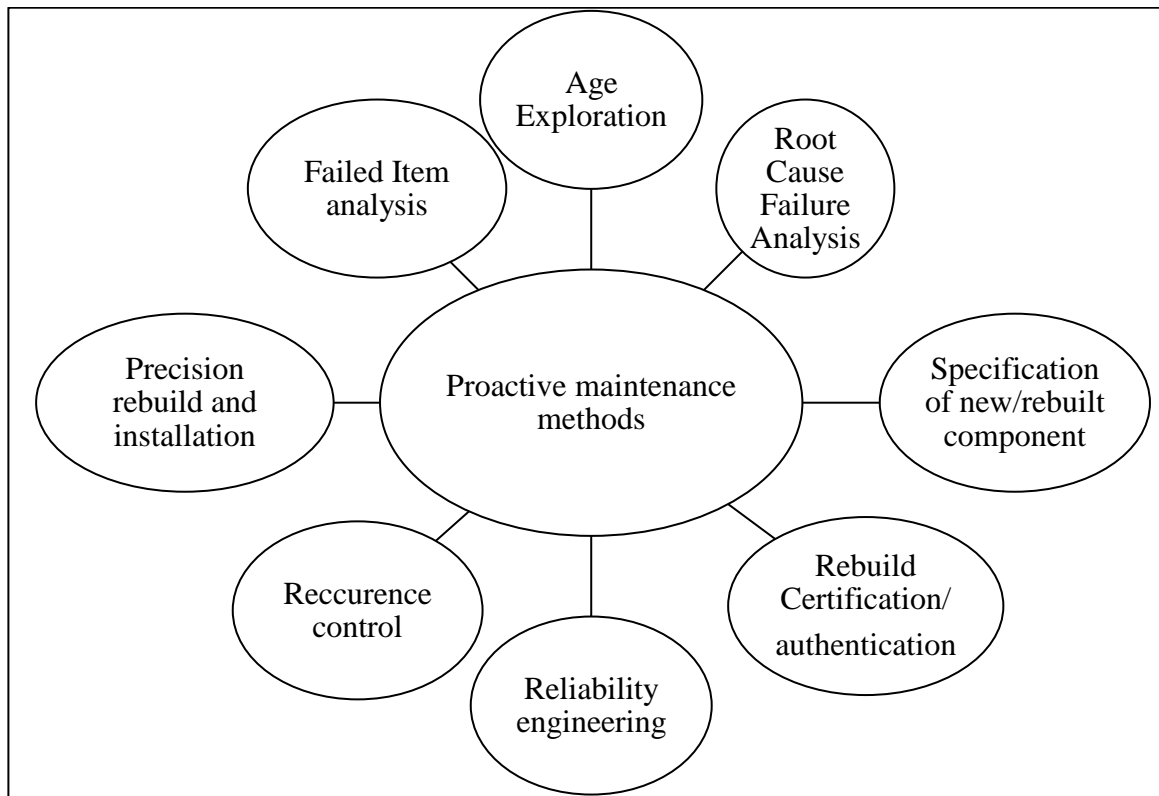 Age
Exploration
Root
Cause
Failure
Analysis
Failed Item
analysis
Precision
rebuild and
installation
Proactive maintenance
methods
Specification
of new/rebuilt
component
Reccurence
control
Reliability
engineering
Rebuild
Certification/
authentication